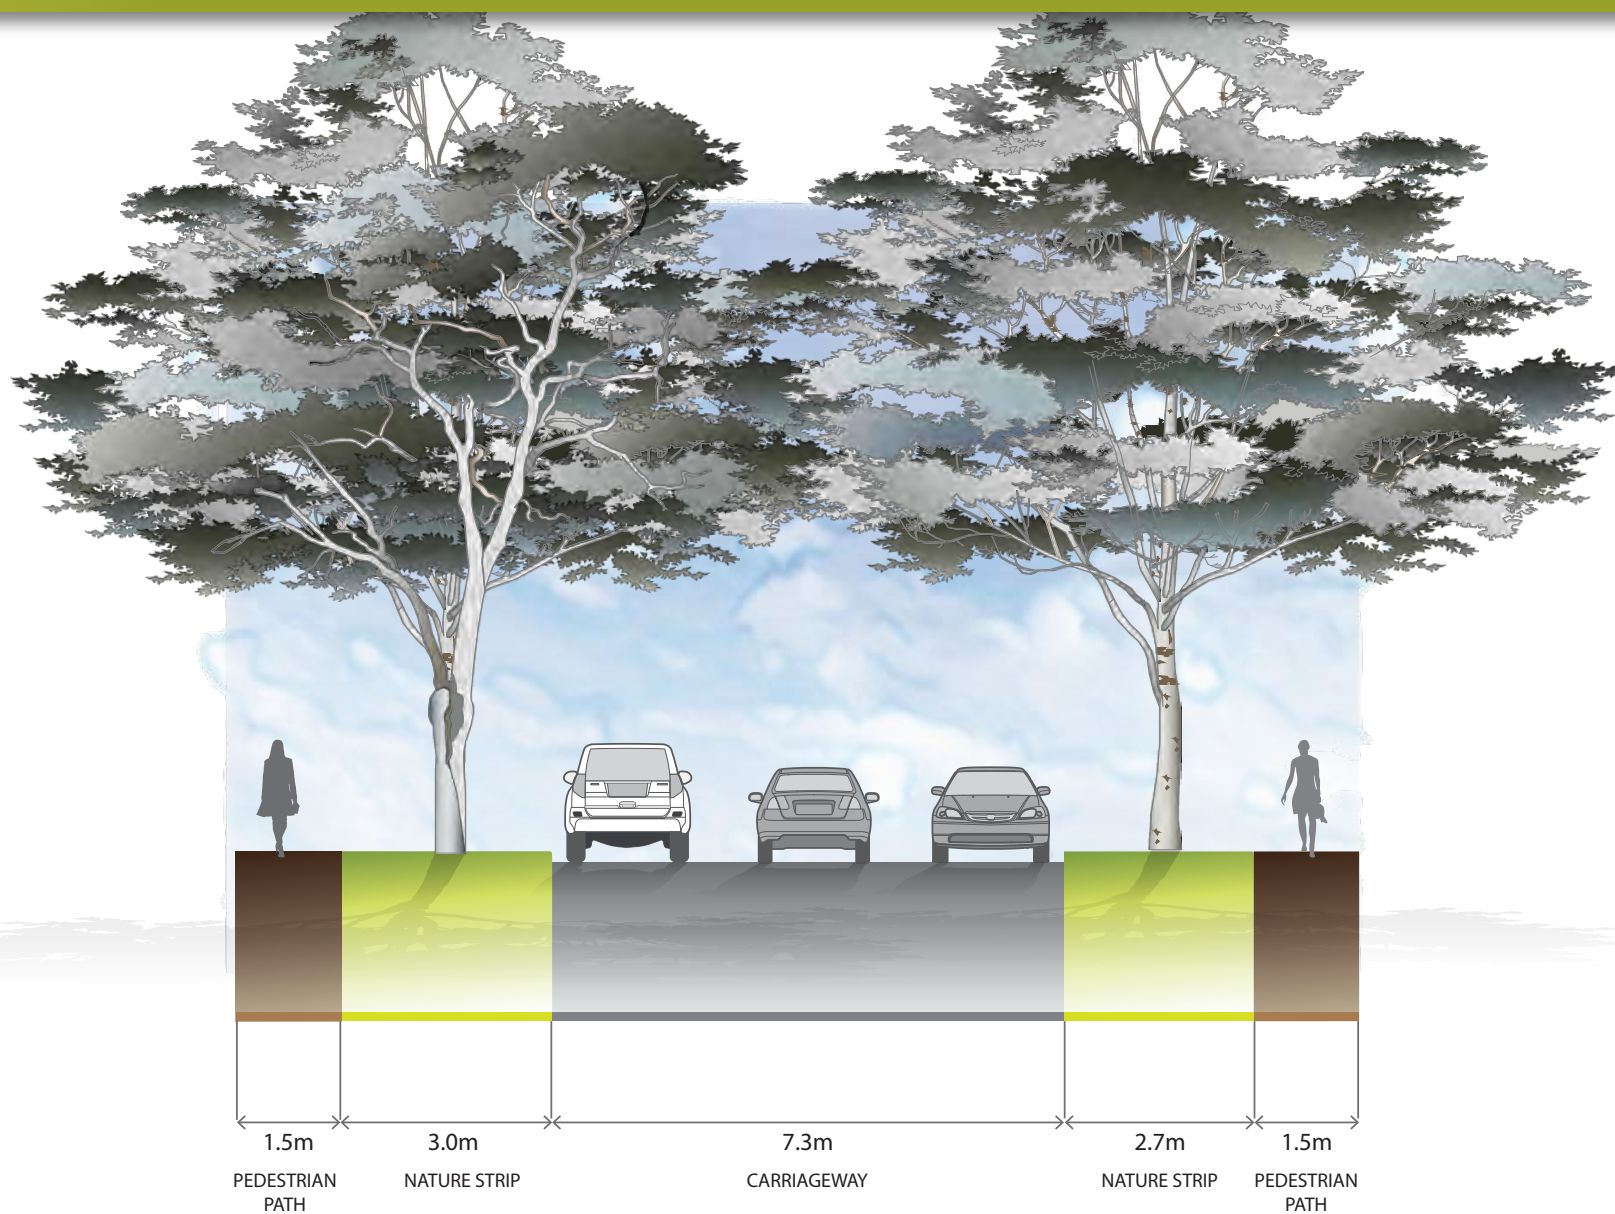 1.5m
3.0m
7.3m
2.7m
1.5m
PEDESTRIAN
PATH
NATURE STRIP
CARRIAGEWAY
NATURE STRIP
PEDESTRIAN
PATH